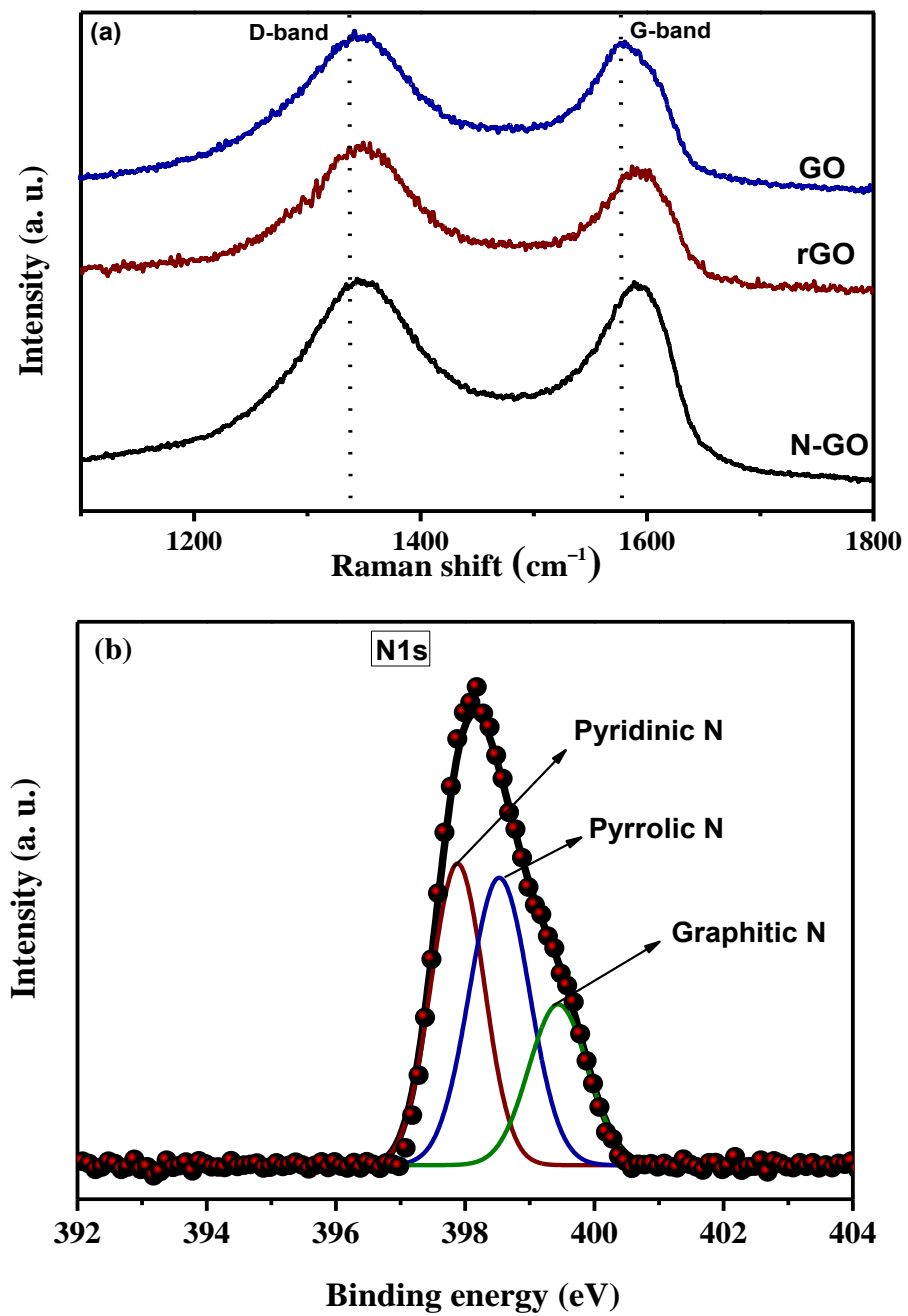 (a)
D-band
G-band
GO
rGO
N-GO
Intensity (a. u.)
1200
1400
1600
1800
Raman shift (cm⁻¹)
(b)
N1s
Pyridinic N
Pyrrolic N
Graphitic N
Intensity (a. u.)
392
394
396
398
400
402
404
Binding energy (eV)